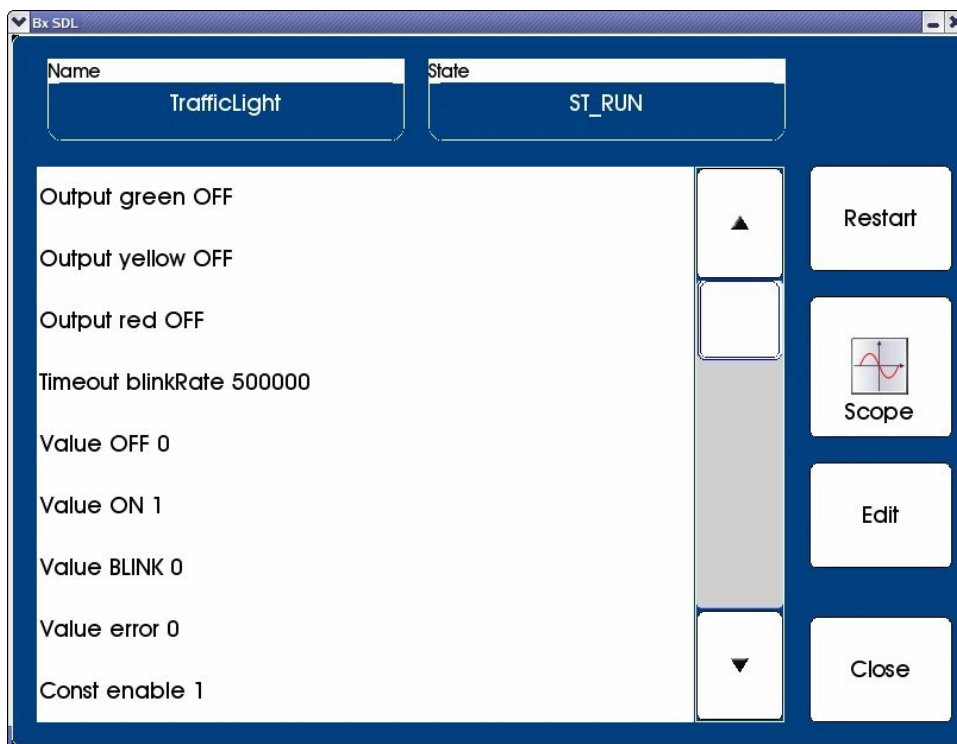 Bx SDL
Name
State
TrafficLight
ST_RUN
Output green OFF
Output yellow OFF
Output red OFF
Timeout blinkRate 500000
Value OFF 0
Value ON 1
Value BLINK 0
Value error 0
Const enable 1
Restart
Scope
Edit
Close